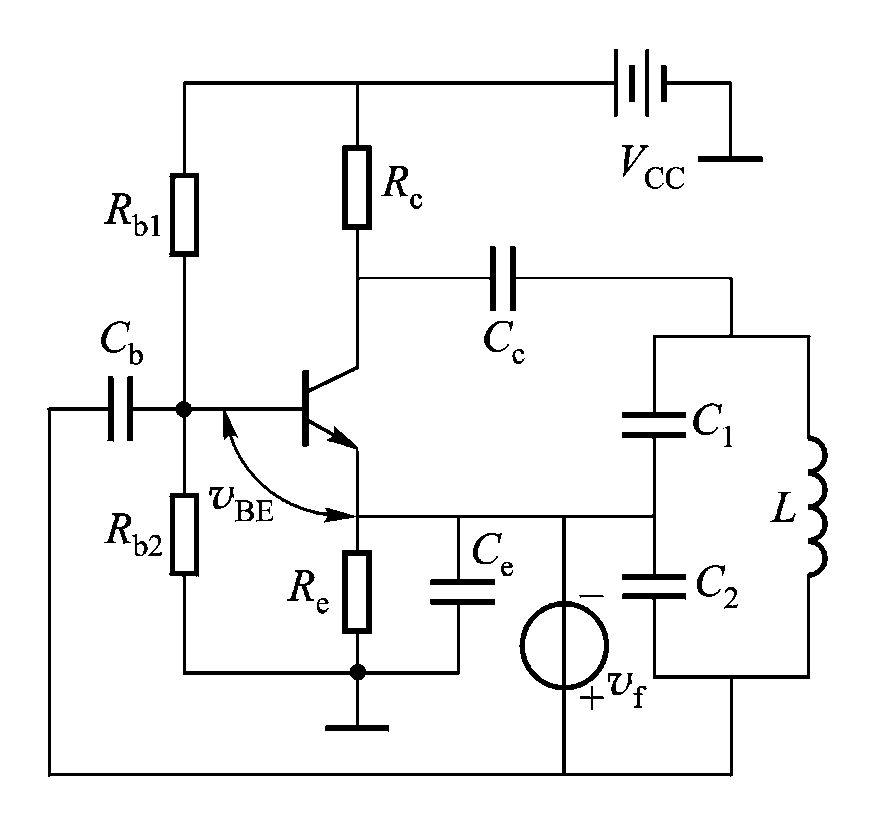 V_CC
R_c
R_b1
C_b
C_c
C_1
v_BE
L
R_b2
C_e
R_e
C_2
−
+
v_f